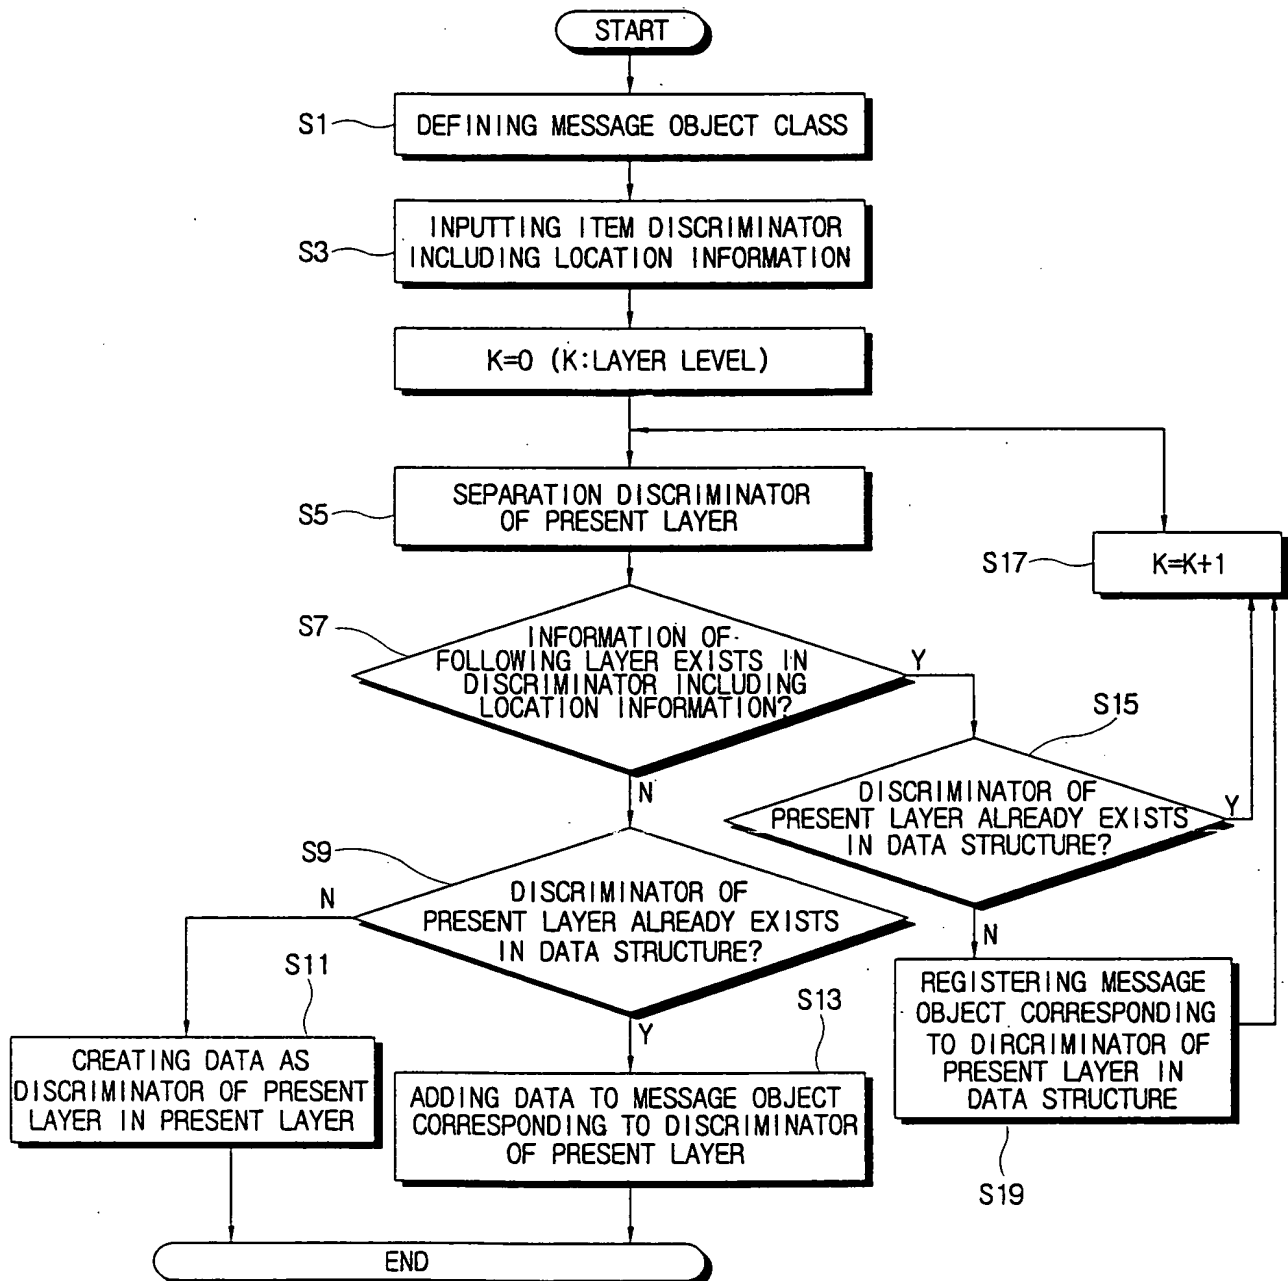 START
S1
DEFINING MESSAGE OBJECT CLASS
S3
INPUTTING ITEM DISCRIMINATOR
INCLUDING LOCATION INFORMATION
K=0 (K:LAYER LEVEL)
S5
SEPARATION DISCRIMINATOR
OF PRESENT LAYER
S17
K=K+1
S7
INFORMATION OF
FOLLOWING LAYER EXISTS IN
DISCRIMINATOR INCLUDING
LOCATION INFORMATION?
Y
N
S15
DISCRIMINATOR OF
PRESENT LAYER ALREADY EXISTS
IN DATA STRUCTURE?
Y
N
S9
DISCRIMINATOR OF
PRESENT LAYER ALREADY EXISTS
IN DATA STRUCTURE?
N
Y
S11
CREATING DATA AS
DISCRIMINATOR OF PRESENT
LAYER IN PRESENT LAYER
S13
ADDING DATA TO MESSAGE OBJECT
CORRESPONDING TO DISCRIMINATOR
OF PRESENT LAYER
REGISTERING MESSAGE
OBJECT CORRESPONDING
TO DIRCRIMINATOR OF
PRESENT LAYER IN
DATA STRUCTURE
S19
END